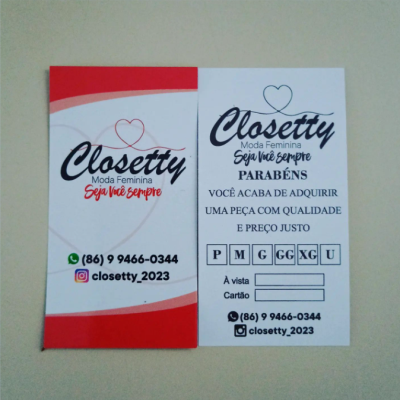 Closetty
Moda Feminina
Seja Você Sempre
(86) 9 9466-0344
closetty_2023
Closetty
Moda Feminina
Seja Você Sempre
PARABÉNS
VOCÊ ACABA DE ADQUIRIR
UMA PEÇA COM QUALIDADE
E PREÇO JUSTO
P M G GG XG U
À vista
Cartão
(86) 9 9466-0344
closetty_2023